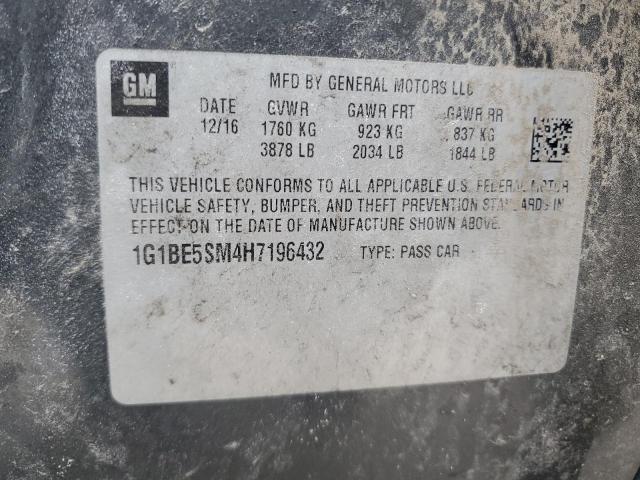 GM
MFD BY GENERAL MOTORS LLC
DATE GVWR GAWR FRT GAWR RR
12/16 1760 KG 923 KG 837 KG
3878 LB 2034 LB 1844 LB
THIS VEHICLE CONFORMS TO ALL APPLICABLE U.S. FEDERAL MOTOR
VEHICLE SAFETY, BUMPER, AND THEFT PREVENTION STANDARDS IN
EFFECT ON THE DATE OF MANUFACTURE SHOWN ABOVE.
1G1BE5SM4H7196432 TYPE: PASS CAR